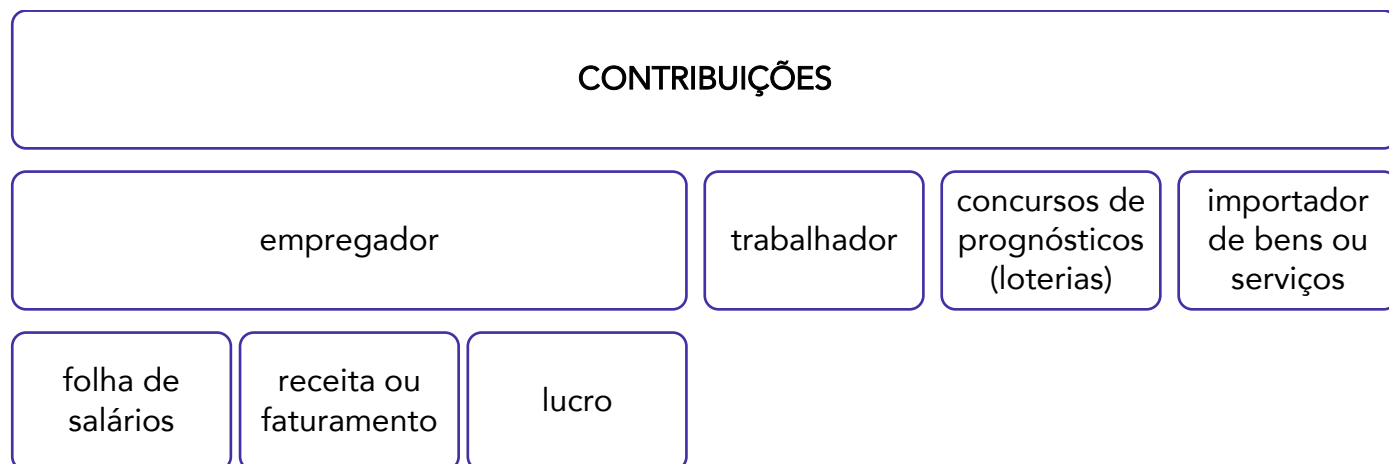 CONTRIBUIÇÕES
empregador
trabalhador
concursos de
prognósticos
(loterias)
importador
de bens ou
serviços
folha de
salários
receita ou
faturamento
lucro